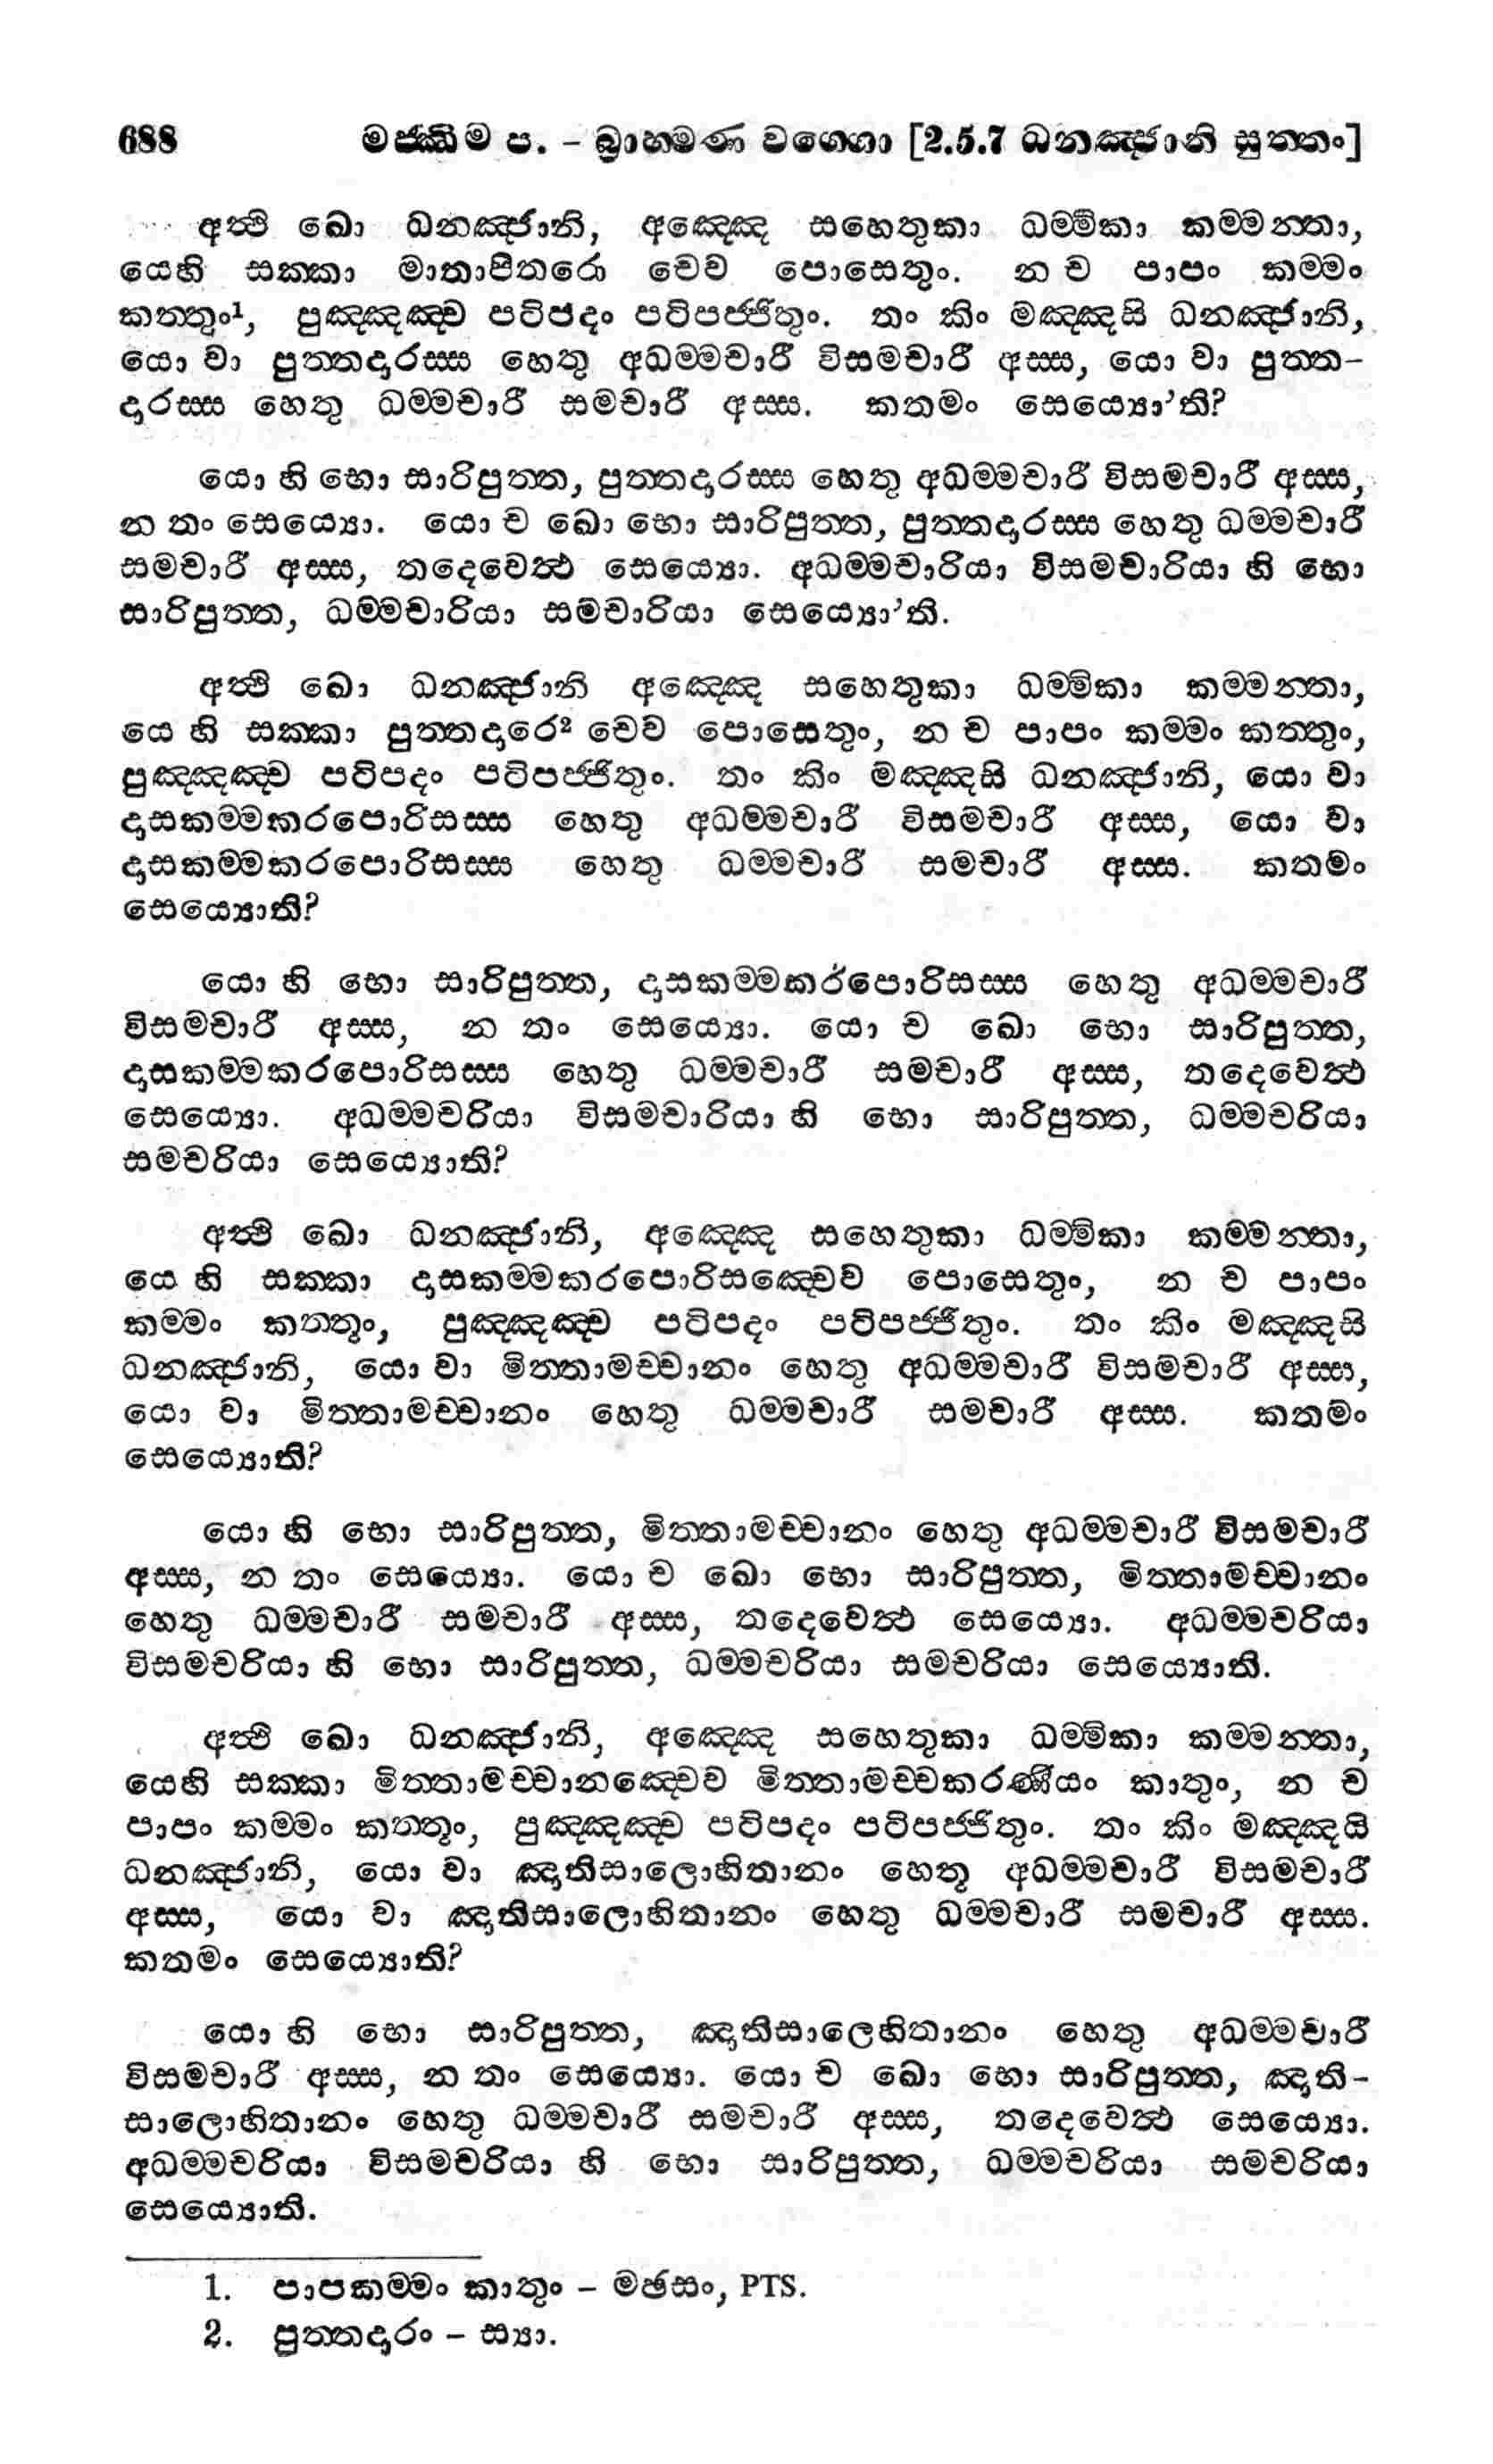 688 මජ්ඣිම ප. – බ්‍රාහ්මණ වග්ගො [2.5.7 ධනඤ්ජානි සුත්තං]
අත්ථි ඛො ධනඤ්ජානි, අඤ්ඤෙ සහෙතුකා ධම්මිකා කම්මන්තා,
යෙහි සක්කා මාතාපිතරො චෙව පොසෙතුං. න ච පාපං කම්මං
කත්තුං¹, පුඤ්ඤඤ්ච පටිපදං පටිපජ්ජිතුං. තං කිං මඤ්ඤසි ධනඤ්ජානි,
යො වා පුත්තදාරස්ස හෙතු අධම්මචාරී විසමචාරී අස්ස, යො වා පුත්ත-
දාරස්ස හෙතු ධම්මචාරී සමචාරී අස්ස. කතමං සෙය්‍යො’ති?
යො හි භො සාරිපුත්ත, පුත්තදාරස්ස හෙතු අධම්මචාරී විසමචාරී අස්ස,
න තං සෙය්‍යො. යො ච ඛො භො සාරිපුත්ත, පුත්තදාරස්ස හෙතු ධම්මචාරී
සමචාරී අස්ස, තදෙවෙත්ථ සෙය්‍යො. අධම්මචාරියා විසමචාරියා හි භො
සාරිපුත්ත, ධම්මචාරියා සමචාරියා සෙය්‍යො’ති.
අත්ථි ඛො ධනඤ්ජානි අඤ්ඤෙ සහෙතුකා ධම්මිකා කම්මන්තා,
යෙ හි සක්කා පුත්තදාරෙ² චෙව පොසෙතුං, න ච පාපං කම්මං කත්තුං,
පුඤ්ඤඤ්ච පටිපදං පටිපජ්ජිතුං. තං කිං මඤ්ඤසි ධනඤ්ජානි, යො වා
දාසකම්මකරපොරිසස්ස හෙතු අධම්මචාරී විසමචාරී අස්ස, යො වා
දාසකම්මකරපොරිසස්ස හෙතු ධම්මචාරී සමචාරී අස්ස. කතමං
සෙය්‍යොති?
යො හි භො සාරිපුත්ත, දාසකම්මකරපොරිසස්ස හෙතු අධම්මචාරී
විසමචාරී අස්ස, න තං සෙය්‍යො. යො ච ඛො භො සාරිපුත්ත,
දාසකම්මකරපොරිසස්ස හෙතු ධම්මචාරී සමචාරී අස්ස, තදෙවෙත්ථ
සෙය්‍යො. අධම්මචරියා විසමචාරියා හි භො සාරිපුත්ත, ධම්මචරියා
සමචරියා සෙය්‍යොති?
අත්ථි ඛො ධනඤ්ජානි, අඤ්ඤෙ සහෙතුකා ධම්මිකා කම්මන්තා,
යෙ හි සක්කා දාසකම්මකරපොරිසඤ්චෙව පොසෙතුං, න ච පාපං
කම්මං කත්තුං, පුඤ්ඤඤ්ච පටිපදං පටිපජ්ජිතුං. තං කිං මඤ්ඤසි
ධනඤ්ජානි, යො වා මිත්තාමච්චානං හෙතු අධම්මචාරී විසමචාරී අස්ස,
යො වා මිත්තාමච්චානං හෙතු ධම්මචාරී සමචාරී අස්ස. කතමං
සෙය්‍යොති?
යො හි භො සාරිපුත්ත, මිත්තාමච්චානං හෙතු අධම්මචාරී විසමචාරී
අස්ස, න තං සෙය්‍යො. යො ච ඛො භො සාරිපුත්ත, මිත්තාමච්චානං
හෙතු ධම්මචාරී සමචාරී අස්ස, තදෙවෙත්ථ සෙය්‍යො. අධම්මචරියා
විසමචරියා හි භො සාරිපුත්ත, ධම්මචරියා සමචරියා සෙය්‍යොති.
අත්ථි ඛො ධනඤ්ජානි, අඤ්ඤෙ සහෙතුකා ධම්මිකා කම්මන්තා,
යෙහි සක්කා මිත්තාමච්චානඤ්චෙව මිත්තාමච්චකරණීයං කාතුං, න ච
පාපං කම්මං කත්තූං, පුඤ්ඤඤ්ච පටිපදං පටිපජ්ජිතුං. තං කිං මඤ්ඤයි
ධනඤ්ජානි, යො වා ඤාතිසාලොහිතානං හෙතූ අධම්මචාරී විසමචාරී
අස්ස, යො වා ඤාතිසාලොහිතානං හෙතු ධම්මචාරී සමචාරී අස්ස.
කතමං සෙය්‍යොති?
යො හි භො සාරිපුත්ත, ඤාතිසාලෙහිතානං හෙතු අධම්මචාරී
විසමචාරී අස්ස, න තං සෙය්‍යො. යො ච ඛො භො සාරිපුත්ත, ඤාති-
සාලොහිතානං හෙතු ධම්මචාරී සමචාරී අස්ස, තදෙවෙත්ථ සෙය්‍යො.
අධම්මචරියා විසමචරියා හි භො සාරිපුත්ත, ධම්මචරියා සමචරියා
සෙය්‍යොති.
1. පාපකම්මං කාතුං – මඡසං, PTS.
2. පුත්තදාරං – ස්‍යා.